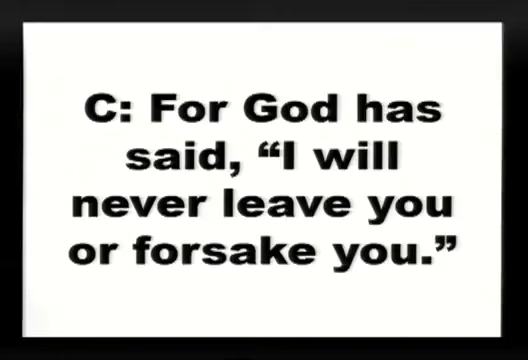 C: For God has
said, “I will
never leave you
or forsake you.”